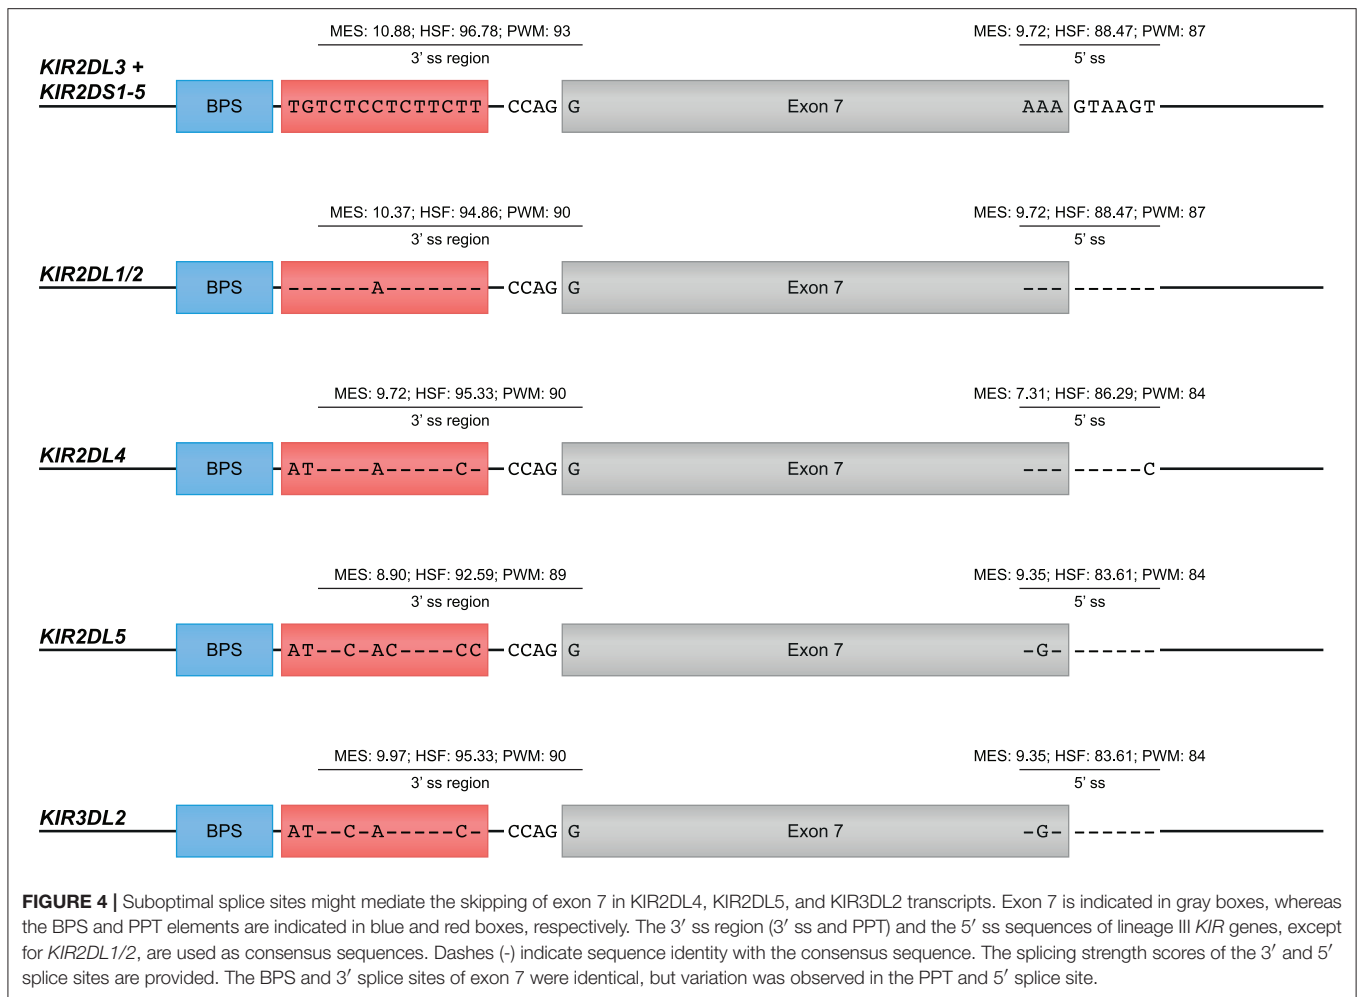 MES: 10.88; HSF: 96.78; PWM: 93
3′ ss region
MES: 9.72; HSF: 88.47; PWM: 87
5′ ss
KIR2DL3 +
KIR2DS1-5
BPS
TGTCTCCTCTTCTT
CCAG G
Exon 7
AAA GTAAGT
MES: 10.37; HSF: 94.86; PWM: 90
3′ ss region
MES: 9.72; HSF: 88.47; PWM: 87
5′ ss
KIR2DL1/2
BPS
------A-------
CCAG G
Exon 7
--- ------
MES: 9.72; HSF: 95.33; PWM: 90
3′ ss region
MES: 7.31; HSF: 86.29; PWM: 84
5′ ss
KIR2DL4
BPS
AT----A-----C-
CCAG G
Exon 7
--- -----C
MES: 8.90; HSF: 92.59; PWM: 89
3′ ss region
MES: 9.35; HSF: 83.61; PWM: 84
5′ ss
KIR2DL5
BPS
AT--C-AC----CC
CCAG G
Exon 7
-G- ------
MES: 9.97; HSF: 95.33; PWM: 90
3′ ss region
MES: 9.35; HSF: 83.61; PWM: 84
5′ ss
KIR3DL2
BPS
AT--C-A-----C-
CCAG G
Exon 7
-G- ------
FIGURE 4 | Suboptimal splice sites might mediate the skipping of exon 7 in KIR2DL4, KIR2DL5, and KIR3DL2 transcripts. Exon 7 is indicated in gray boxes, whereas
the BPS and PPT elements are indicated in blue and red boxes, respectively. The 3′ ss region (3′ ss and PPT) and the 5′ ss sequences of lineage III KIR genes, except
for KIR2DL1/2, are used as consensus sequences. Dashes (-) indicate sequence identity with the consensus sequence. The splicing strength scores of the 3′ and 5′
splice sites are provided. The BPS and 3′ splice sites of exon 7 were identical, but variation was observed in the PPT and 5′ splice site.